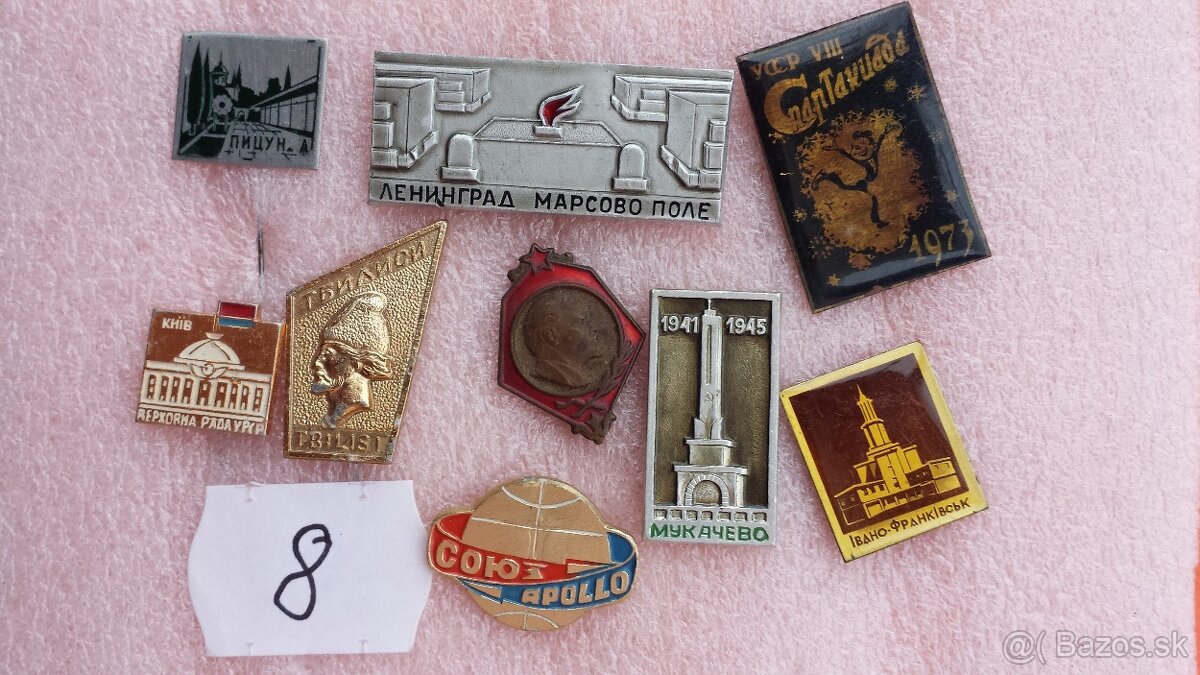 ПИЦУНДА
ЛЕНИНГРАД МАРСОВО ПОЛЕ
УССР VIII
Спартакиада
1973
КИЇВ
ВЕРХОВНА РАДА УРСР
ТБИЛИСИ
TBILISI
1941 1945
МУКАЧЕВО
ІВАНО-ФРАНКІВСЬК
СОЮЗ
APOLLO
8
@( Bazos.sk